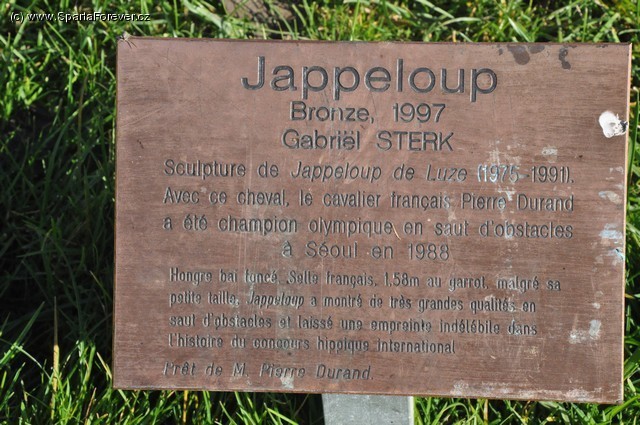 (c) www.SpartaForever.cz
Jappeloup
Bronze, 1997
Gabriël STERK
Sculpture de Jappeloup de Luze (1975-1991).
Avec ce cheval, le cavalier français Pierre Durand
a été champion olympique en saut d'obstacles
à Séoul en 1988
Hongre bai foncé, Selle français, 1,58m au garrot, malgré sa
petite taille, Jappeloup a montré de très grandes qualités en
saut d'obstacles et laissé une empreinte indélébile dans
l'histoire du concours hippique international.
Prêt de M. Pierre Durand.